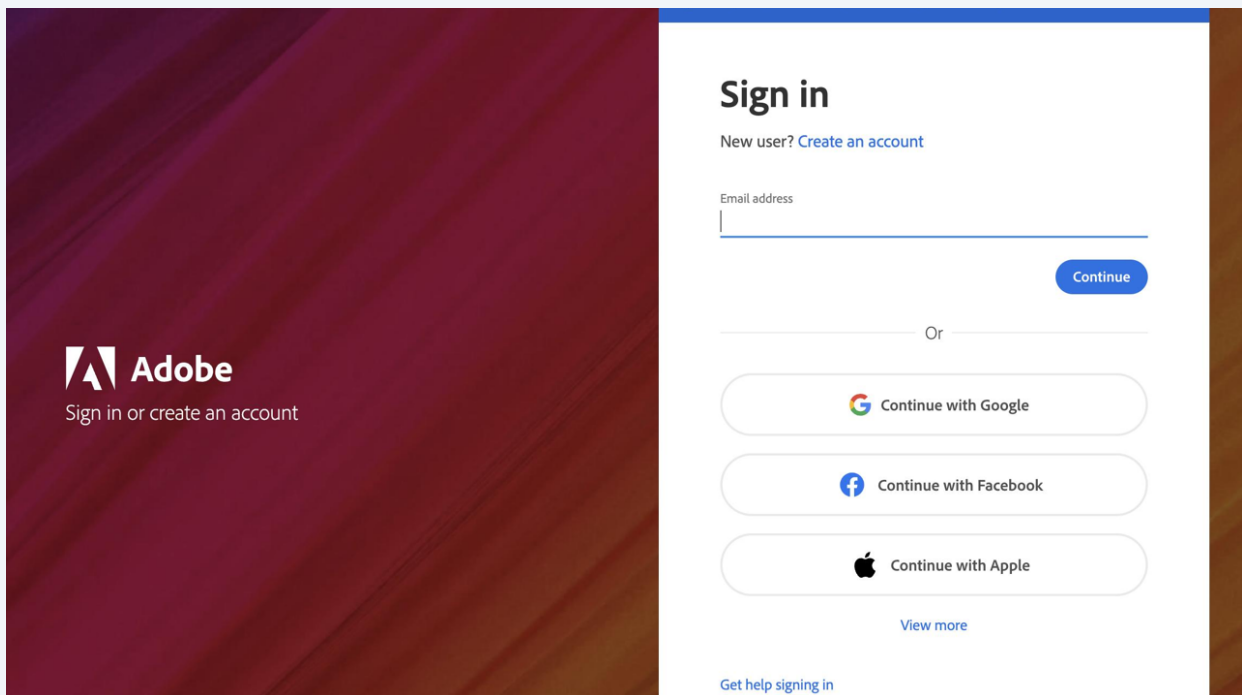 Adobe
Sign in or create an account
Sign in
New user? Create an account
Email address
Continue
Or
Continue with Google
Continue with Facebook
Continue with Apple
View more
Get help signing in